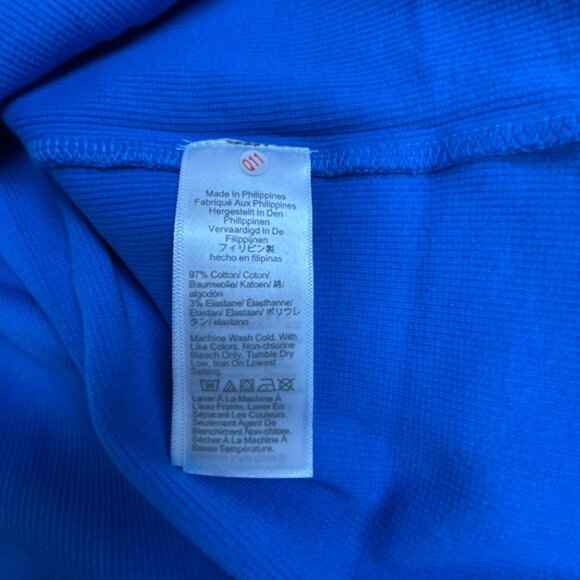 Q11
Made In Philippines
Fabriqué Aux Philippines
Hergestellt In Den
Philippinen
Vervaardigd In De
Filippijnen
フィリピン製
hecho en filipinas
97% Cotton/ Coton/
Baumwolle/ Katoen/ 綿/
algodón
3% Elastane/ Élasthanne/
Elastan/ Elastaan/ ポリウレ
タン/ elastano
Machine Wash Cold. With
Like Colors. Non-chlorine
Bleach Only. Tumble Dry
Low. Iron On Lowest
Setting.
Laver À La Machine À
L'eau Froide. Laver En
Séparant Les Couleurs.
Seulement Agent De
Blanchiment Non-chlore.
Sécher À La Machine À
Basse Température.